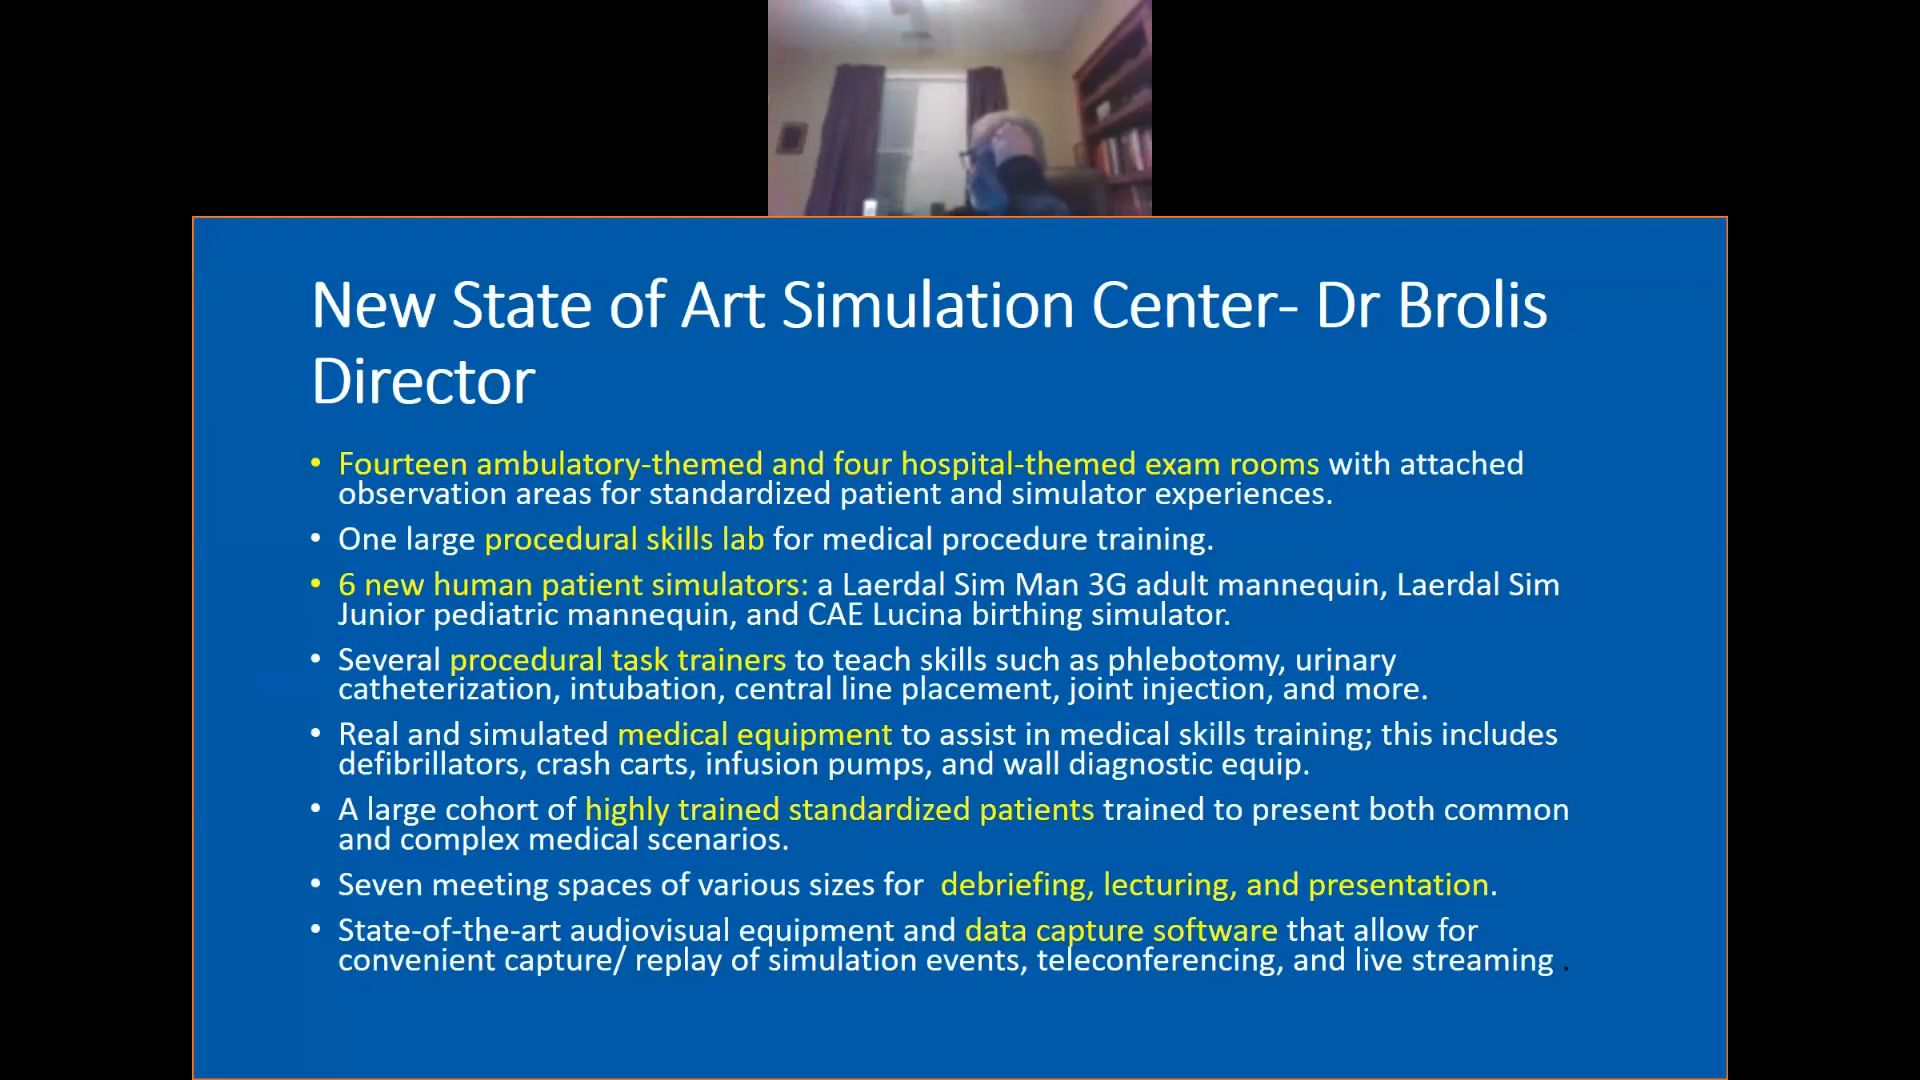 New State of Art Simulation Center- Dr Brolis
Director
• Fourteen ambulatory-themed and four hospital-themed exam rooms with attached
observation areas for standardized patient and simulator experiences.
• One large procedural skills lab for medical procedure training.
• 6 new human patient simulators: a Laerdal Sim Man 3G adult mannequin, Laerdal Sim
Junior pediatric mannequin, and CAE Lucina birthing simulator.
• Several procedural task trainers to teach skills such as phlebotomy, urinary
catheterization, intubation, central line placement, joint injection, and more.
• Real and simulated medical equipment to assist in medical skills training; this includes
defibrillators, crash carts, infusion pumps, and wall diagnostic equip.
• A large cohort of highly trained standardized patients trained to present both common
and complex medical scenarios.
• Seven meeting spaces of various sizes for  debriefing, lecturing, and presentation.
• State-of-the-art audiovisual equipment and data capture software that allow for
convenient capture/ replay of simulation events, teleconferencing, and live streaming .